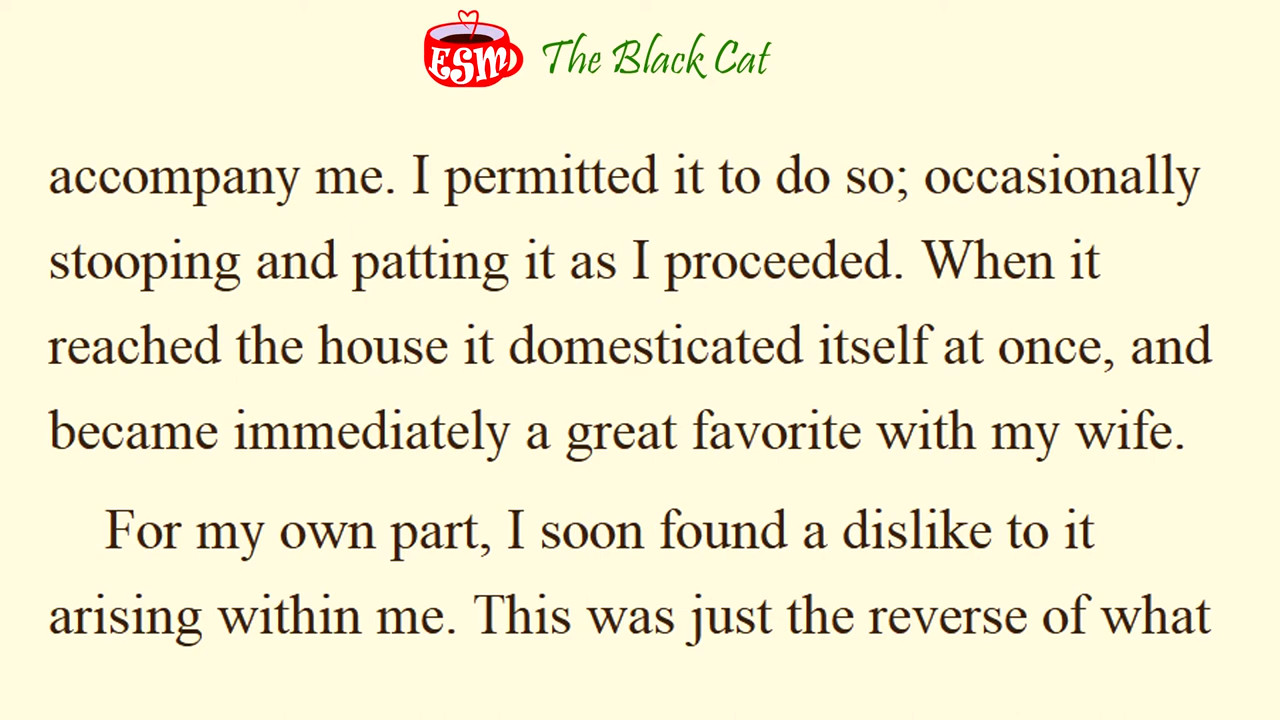 ESM The Black Cat
accompany me. I permitted it to do so; occasionally
stooping and patting it as I proceeded. When it
reached the house it domesticated itself at once, and
became immediately a great favorite with my wife.
For my own part, I soon found a dislike to it
arising within me. This was just the reverse of what